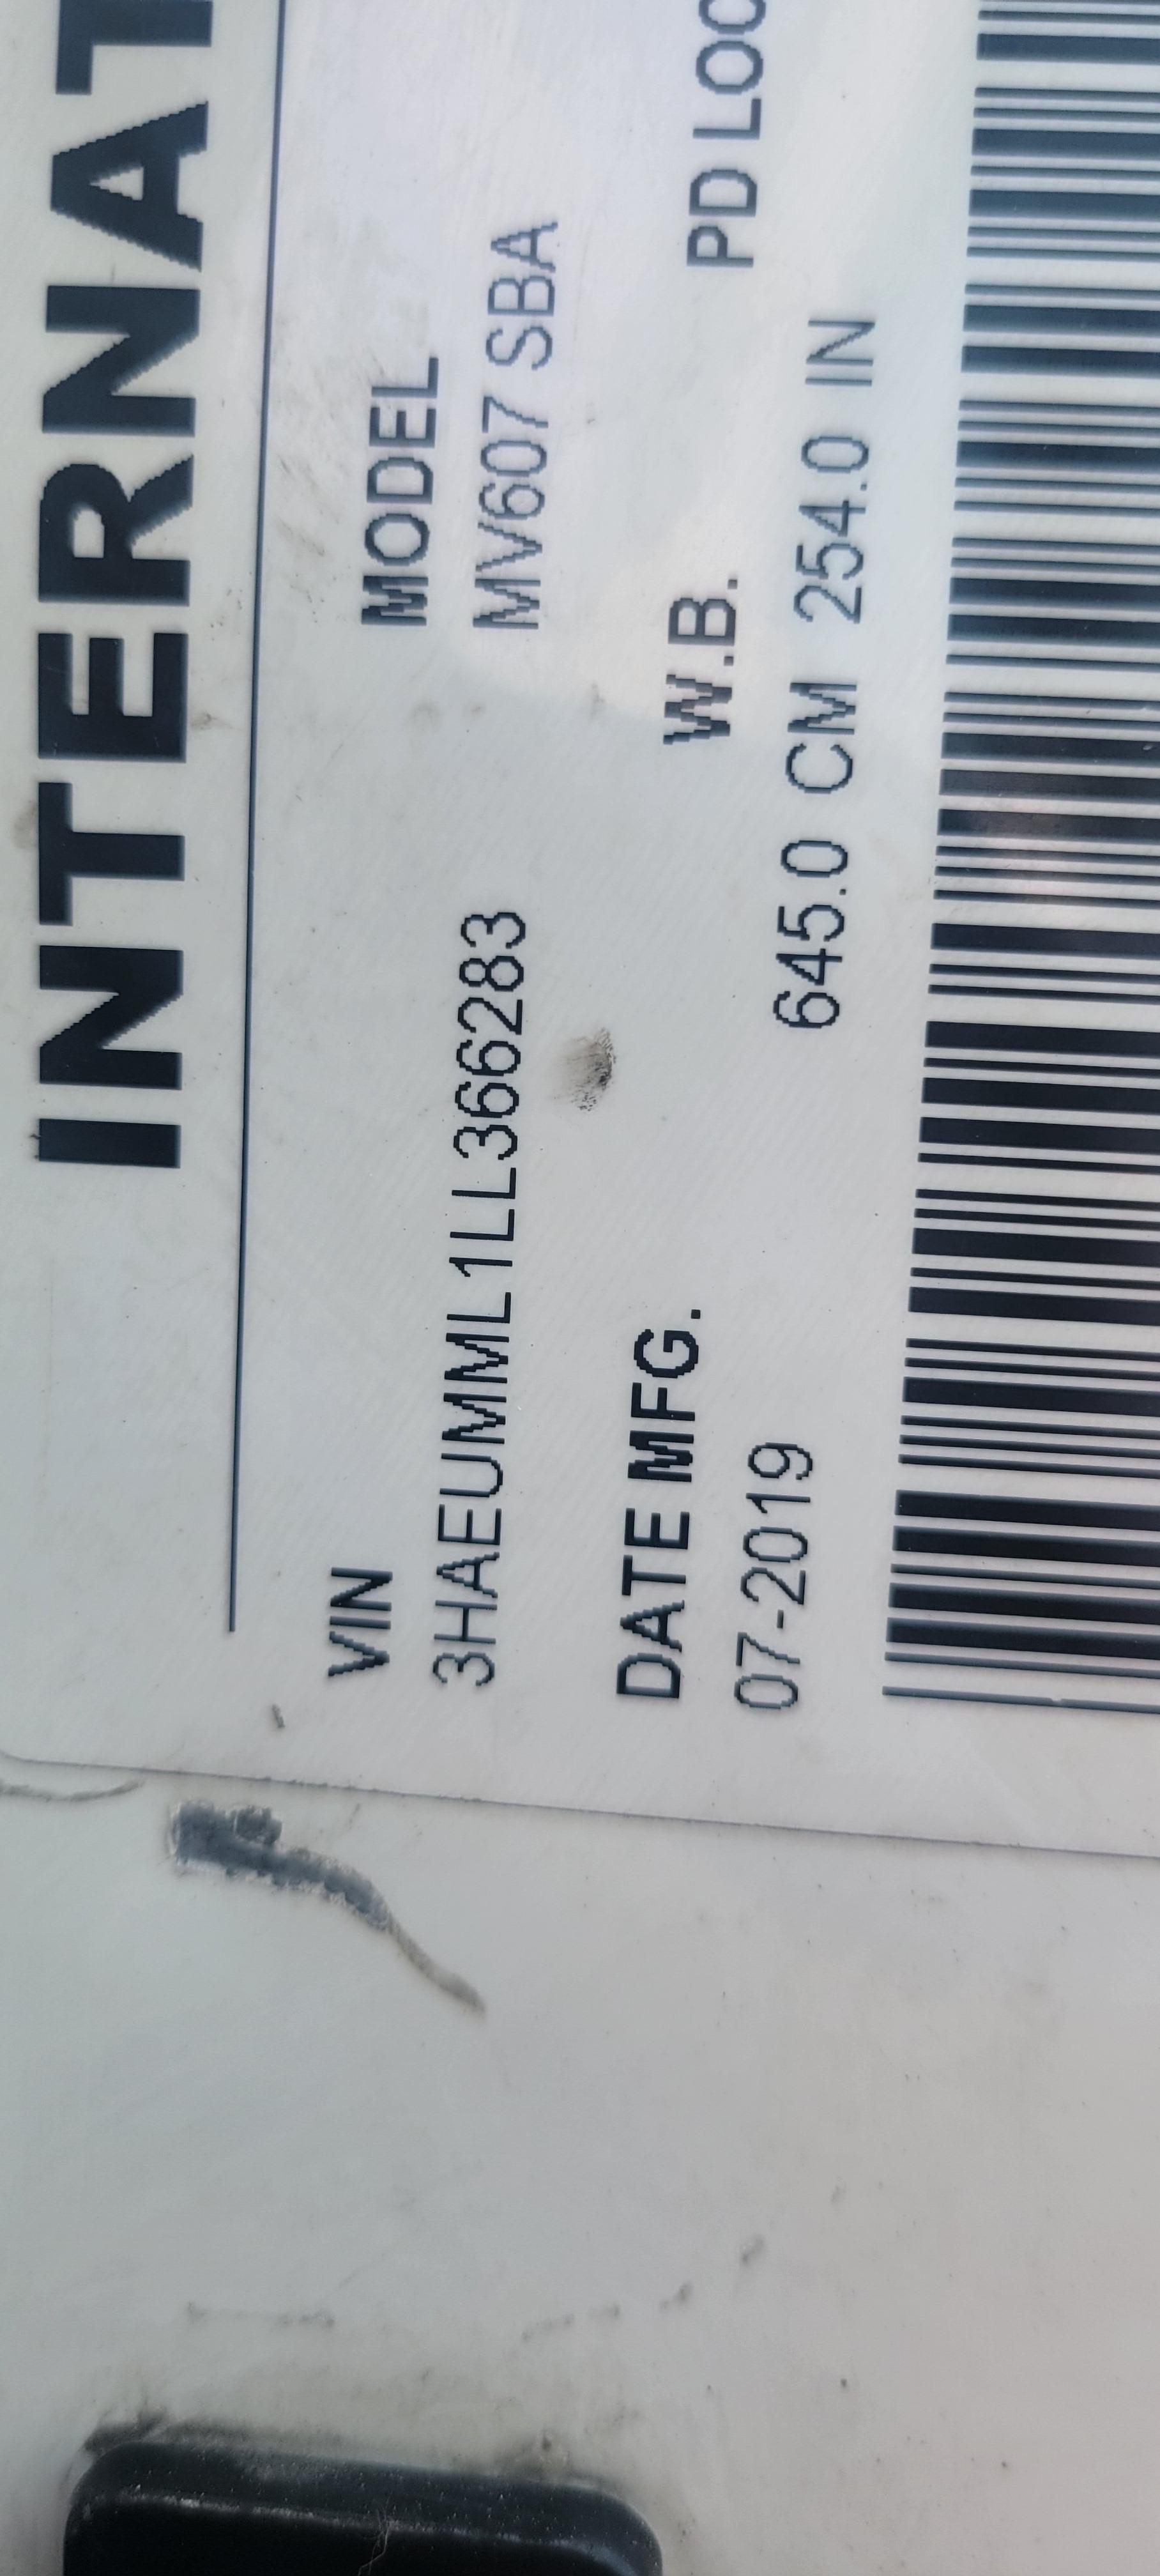 INTERNAT
VIN MODEL
3HAEUMML1LL366283 MV607 SBA
DATE MFG. W.B. PD LOC
07-2019 645.0 CM 254.0 IN